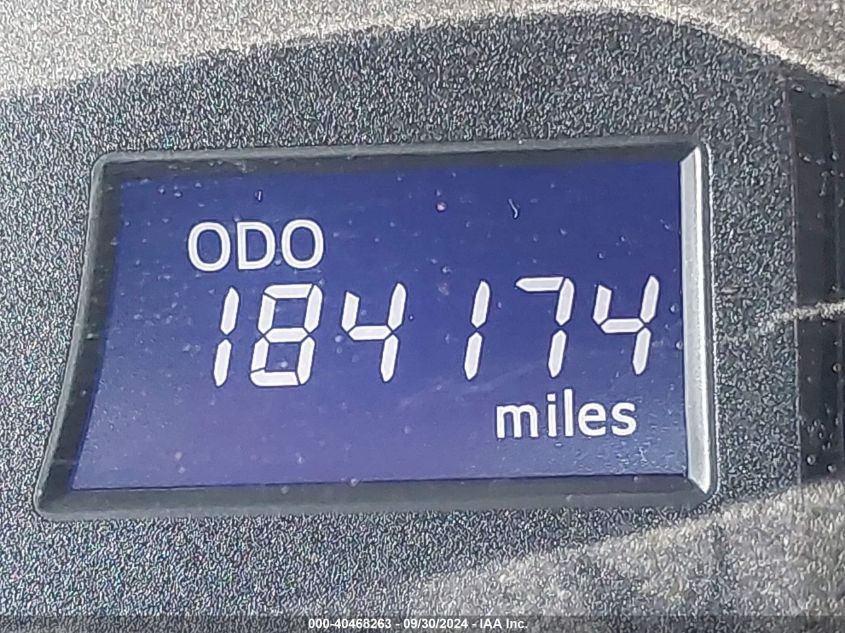 ODO
184174
miles
000-40468263 - 09/30/2024 - IAA Inc.